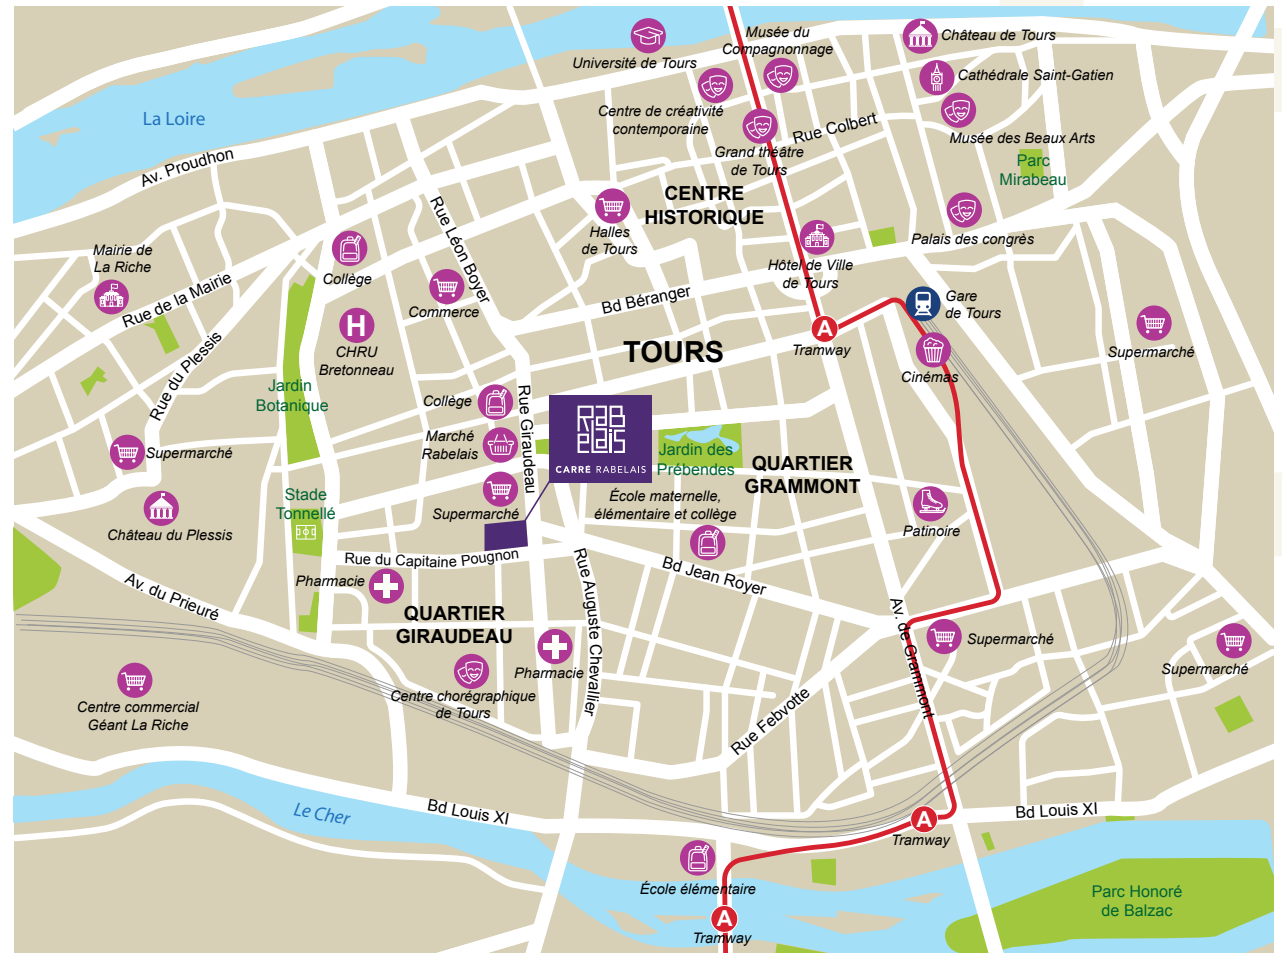 Musée du
Compagnonnage
Château de Tours
Université de Tours
Cathédrale Saint-Gatien
La Loire
Centre de créativité
contemporaine
Rue Colbert
Musée des Beaux Arts
Grand théâtre
de Tours
Av. Proudhon
Parc
Mirabeau
CENTRE
HISTORIQUE
Rue Léon Boyer
Halles
de Tours
Palais des congrès
Mairie de
La Riche
Collège
Hôtel de Ville
de Tours
Rue de la Mairie
Commerce
Bd Béranger
Gare
de Tours
H
CHRU
Bretonneau
A
Tramway
TOURS
Supermarché
Cinémas
Rue du Plessis
Jardin
Botanique
Collège
Rue Giraudeau
RABELAIS
CARRE RABELAIS
Marché
Rabelais
Jardin des
Prébendes
QUARTIER
GRAMMONT
Supermarché
Stade
Tonnellé
Supermarché
École maternelle,
élémentaire et collège
Château du Plessis
Patinoire
Rue du Capitaine Pougnon
Bd Jean Royer
Rue Auguste Chevallier
Pharmacie
Av. du Prieuré
QUARTIER
GIRAUDEAU
Av. de Grammont
Supermarché
Supermarché
Pharmacie
Centre chorégraphique
de Tours
Centre commercial
Géant La Riche
Rue Febvotte
Le Cher
Bd Louis XI
Bd Louis XI
A
Tramway
École élémentaire
Parc Honoré
de Balzac
A
Tramway